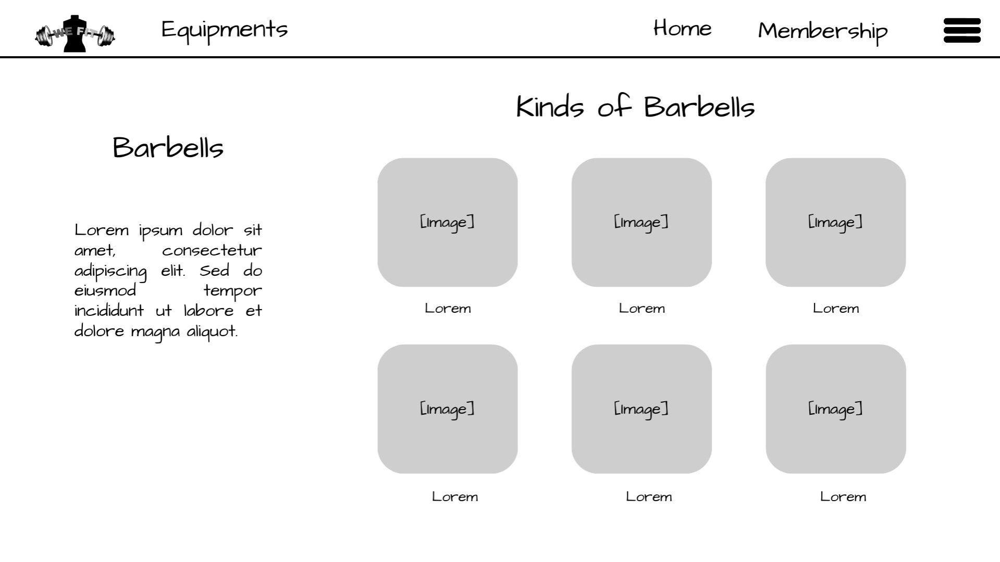 WE FIT
Equipments
Home
Membership
Barbells
Lorem ipsum dolor sit
amet, consectetur
adipiscing elit. Sed do
eiusmod tempor
incididunt ut labore et
dolore magna aliquot.
Kinds of Barbells
[Image] [Image] [Image]
Lorem Lorem Lorem
[Image] [Image] [Image]
Lorem Lorem Lorem